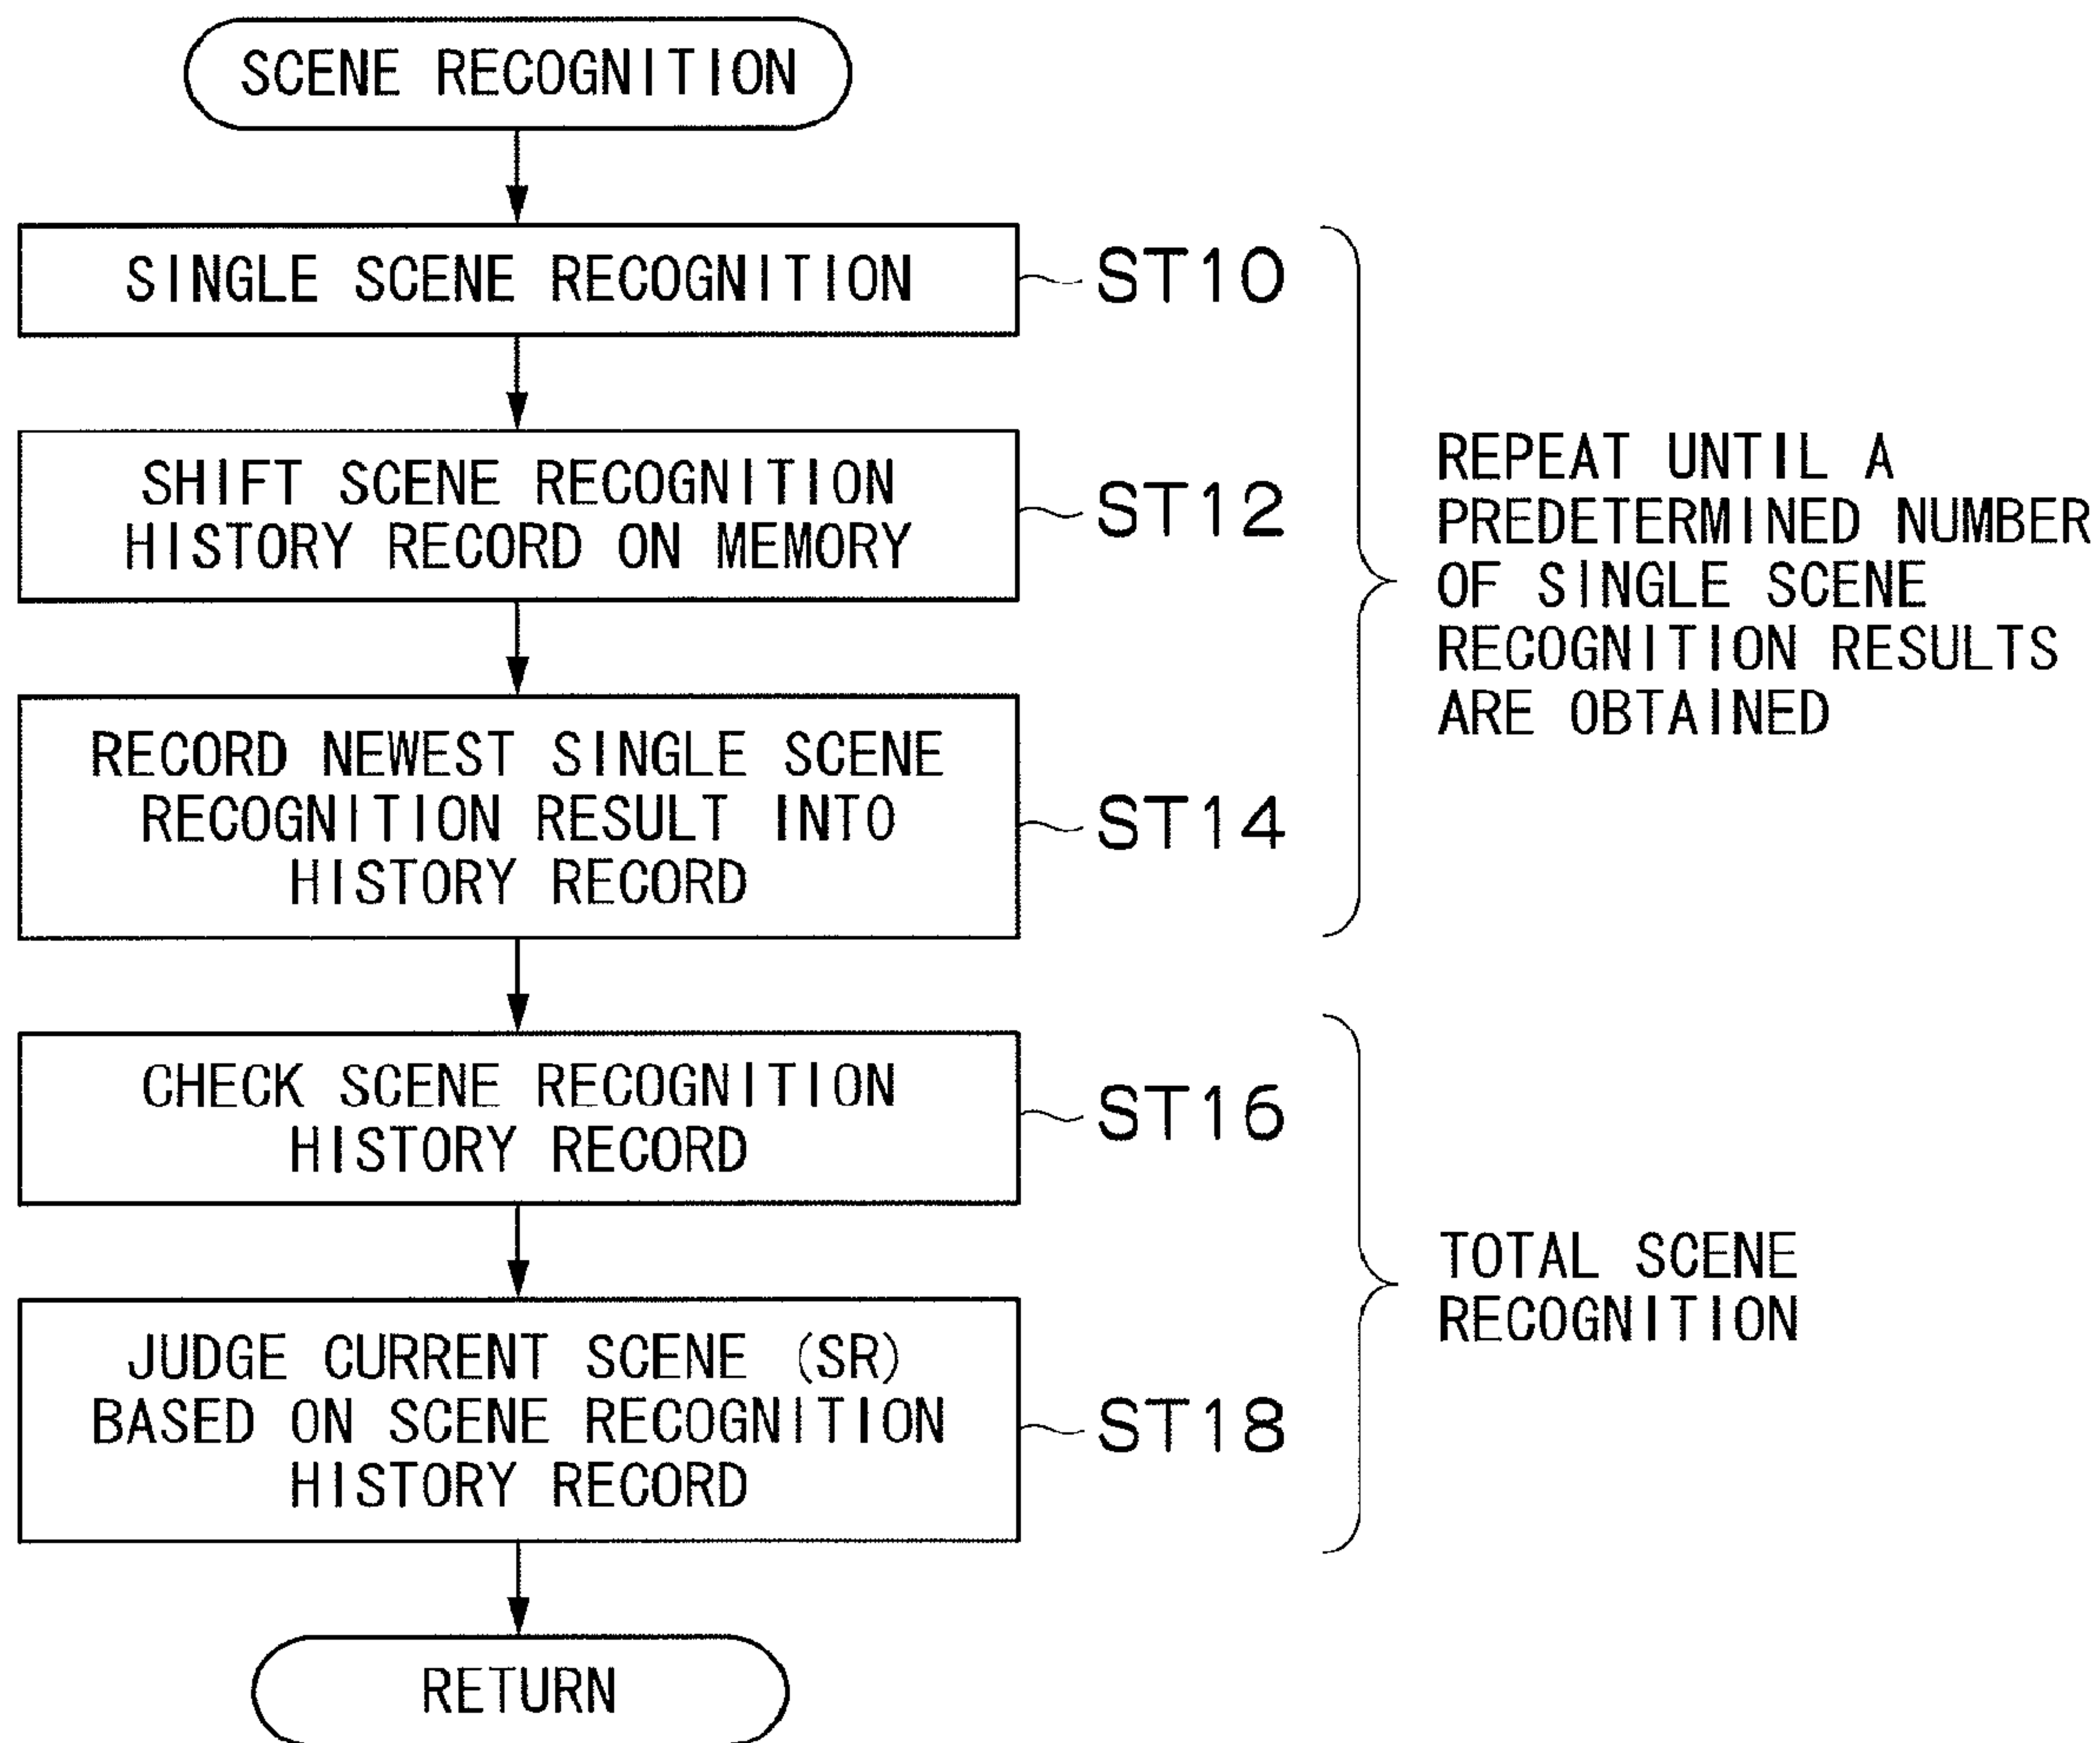 SCENE RECOGNITION
SINGLE SCENE RECOGNITION
ST10
SHIFT SCENE RECOGNITION
HISTORY RECORD ON MEMORY
ST12
RECORD NEWEST SINGLE SCENE
RECOGNITION RESULT INTO
HISTORY RECORD
ST14
REPEAT UNTIL A
PREDETERMINED NUMBER
OF SINGLE SCENE
RECOGNITION RESULTS
ARE OBTAINED
CHECK SCENE RECOGNITION
HISTORY RECORD
ST16
JUDGE CURRENT SCENE (SR)
BASED ON SCENE RECOGNITION
HISTORY RECORD
ST18
TOTAL SCENE
RECOGNITION
RETURN